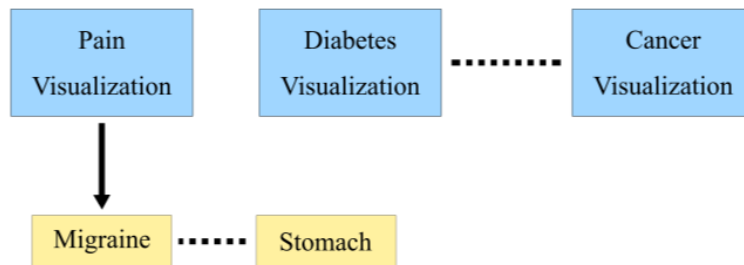 Pain
Visualization
Diabetes
Visualization
Cancer
Visualization
Migraine
Stomach